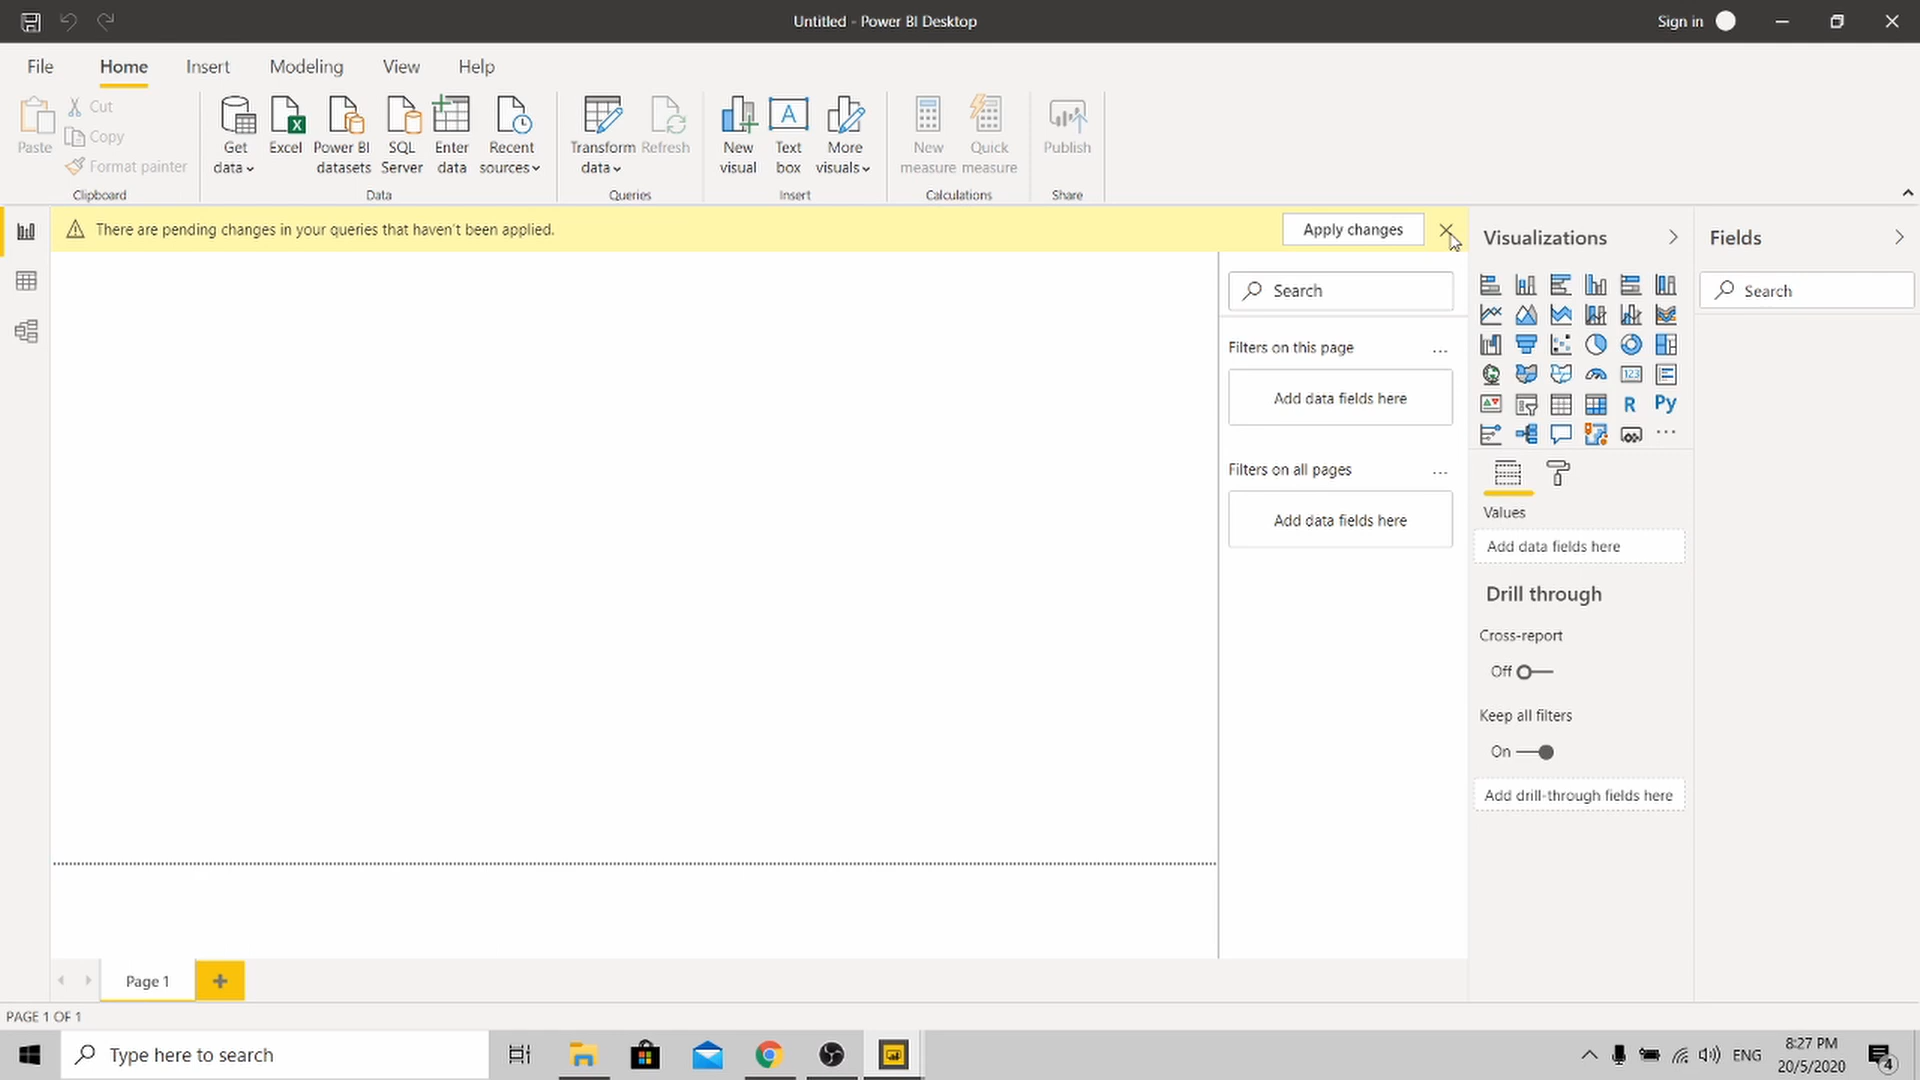 Untitled - Power BI Desktop
Sign in
File
Home
Insert
Modeling
View
Help
Paste
Cut
Copy
Format painter
Clipboard
Get
data
Excel
Power BI
datasets
SQL
Server
Enter
data
Recent
sources
Data
Transform
data
Refresh
Queries
New
visual
Text
box
More
visuals
Insert
New
measure
Quick
measure
Calculations
Publish
Share
There are pending changes in your queries that haven't been applied.
Apply changes
Search
Filters on this page
...
Add data fields here
Filters on all pages
...
Add data fields here
Visualizations
123
R
Py
...
Values
Add data fields here
Drill through
Cross-report
Off
Keep all filters
On
Add drill-through fields here
Fields
Search
Page 1
PAGE 1 OF 1
Type here to search
ENG
8:27 PM
20/5/2020
4